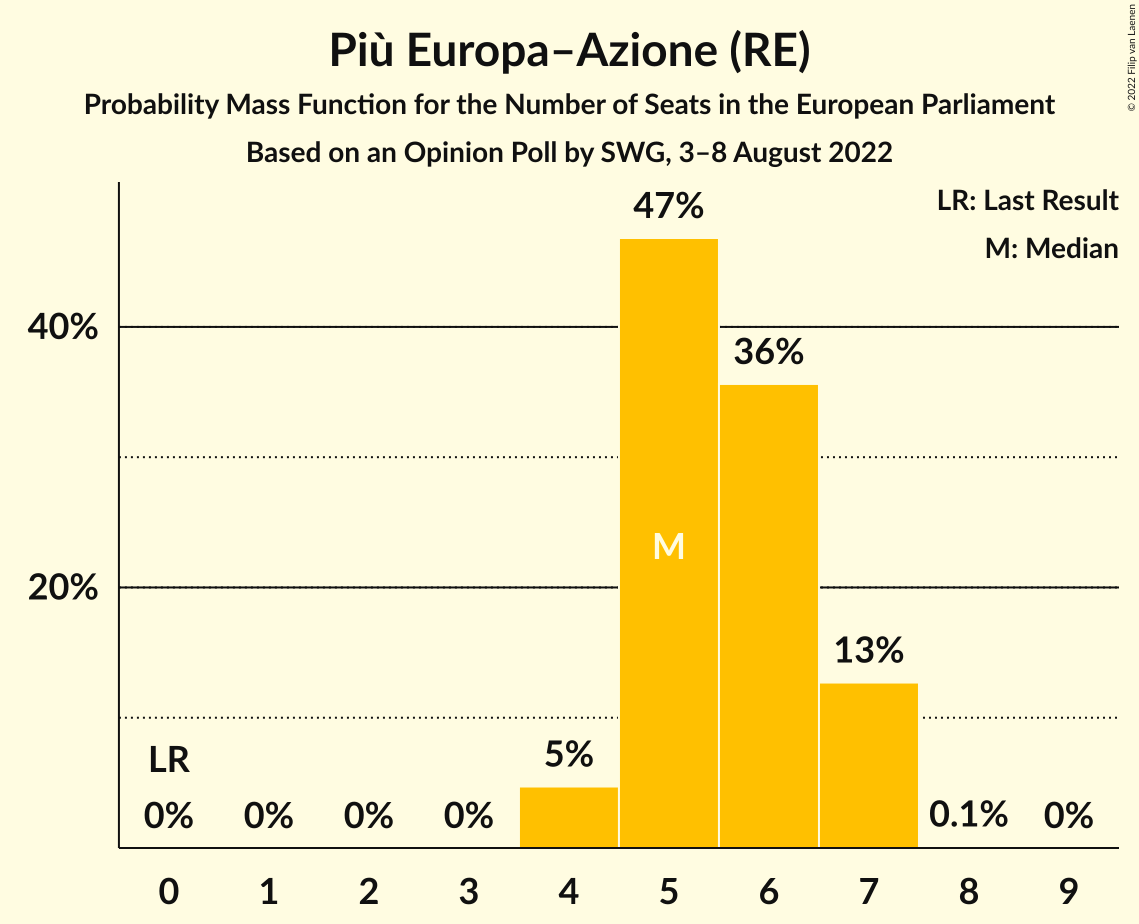 Più Europa–Azione (RE)
Probability Mass Function for the Number of Seats in the European Parliament
Based on an Opinion Poll by SWG, 3–8 August 2022
© 2022 Filip van Laenen
LR: Last Result
M: Median
47%
40%
36%
M
20%
13%
5%
LR
0% 0% 0% 0% 0.1% 0%
0 1 2 3 4 5 6 7 8 9